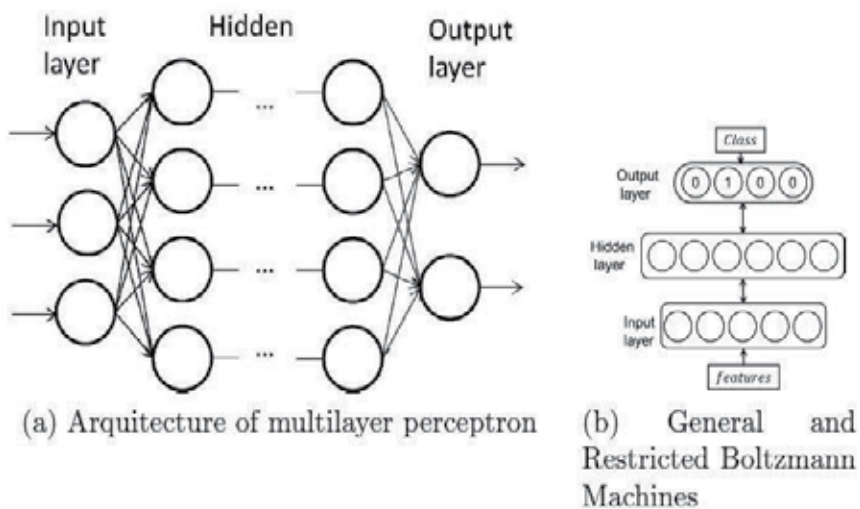 Input
layer
Hidden
Output
layer
...
...
...
...
(a) Arquitecture of multilayer perceptron
Class
Output
layer
0 1 0 0
Hidden
layer
Input
layer
features
(b) General and
Restricted Boltzmann
Machines